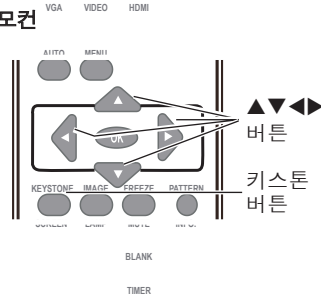 VGA VIDEO HDMI
모컨
AUTO MENU
OK
▲▼◀▶
버튼
KEYSTONE IMAGE FREEZE PATTERN
키스톤
버튼
SCREEN LAMP MUTE INPUT
BLANK
TIMER